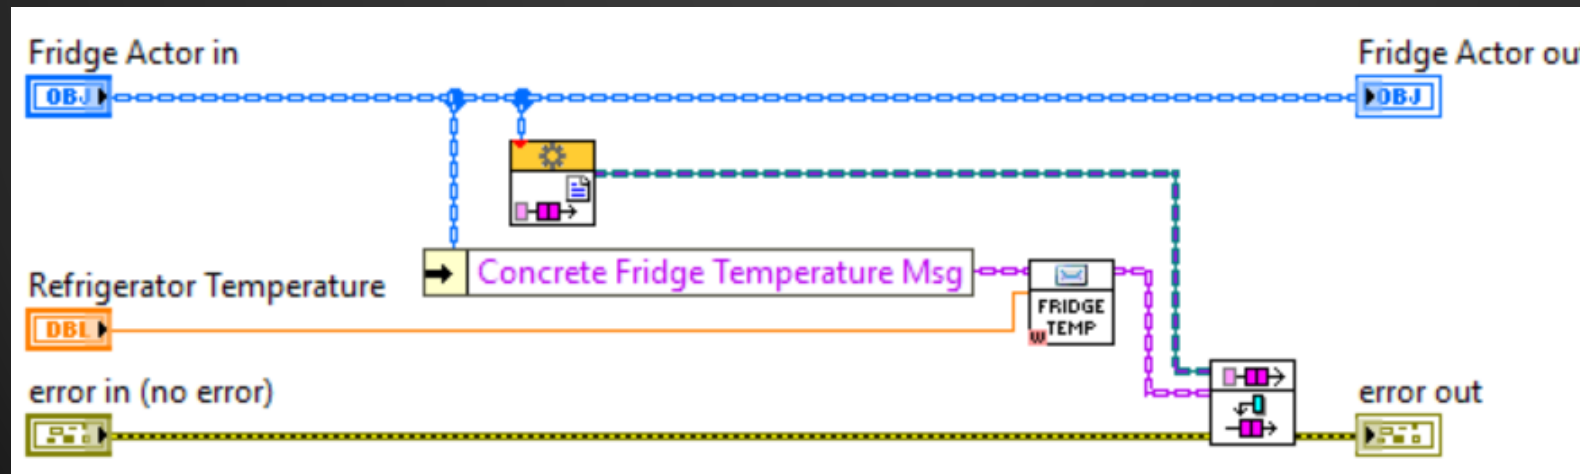 Fridge Actor in
Fridge Actor ou
OBJ
OBJ
Concrete Fridge Temperature Msg
Refrigerator Temperature
FRIDGE
TEMP
w
DBL
error in (no error)
error out